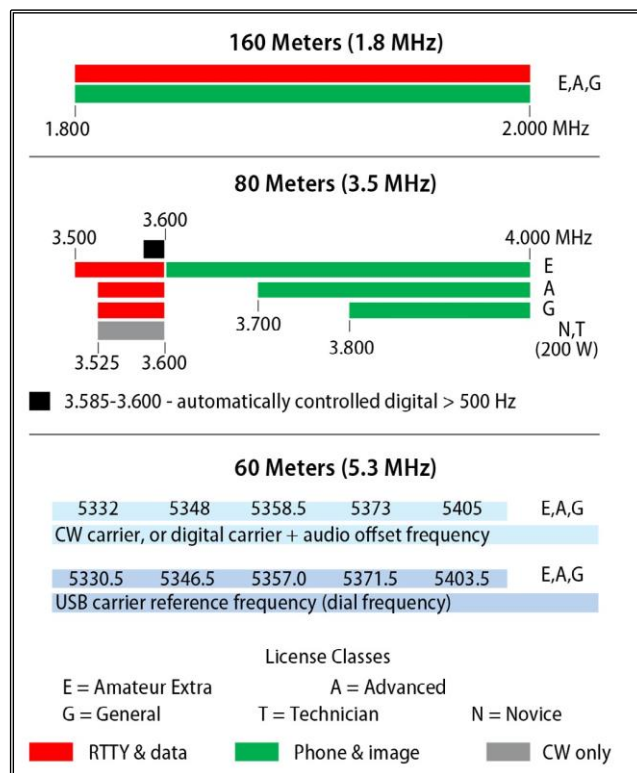 160 Meters (1.8 MHz)
E,A,G
1.800 2.000 MHz
80 Meters (3.5 MHz)
3.600
3.500 4.000 MHz
E
A
3.700 G
3.800 N,T
3.525 3.600 (200 W)
3.585-3.600 - automatically controlled digital > 500 Hz
60 Meters (5.3 MHz)
5332 5348 5358.5 5373 5405 E,A,G
CW carrier, or digital carrier + audio offset frequency
5330.5 5346.5 5357.0 5371.5 5403.5 E,A,G
USB carrier reference frequency (dial frequency)
License Classes
E = Amateur Extra A = Advanced
G = General T = Technician N = Novice
RTTY & data Phone & image CW only